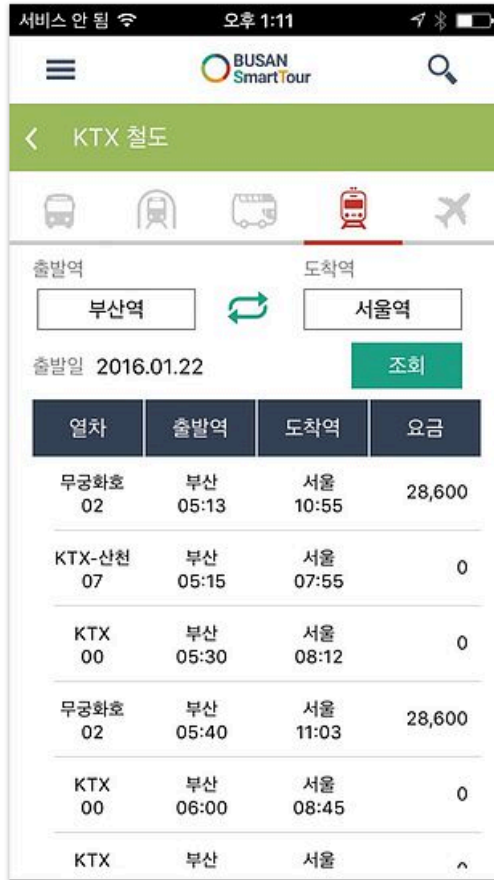 서비스 안 됨 오후 1:11
BUSAN
SmartTour
KTX 철도
출발역 도착역
부산역 서울역
출발일 2016.01.22 조회
열차 출발역 도착역 요금
무궁화호 부산 서울 28,600
02 05:13 10:55
KTX-산천 부산 서울 0
07 05:15 07:55
KTX 부산 서울 0
00 05:30 08:12
무궁화호 부산 서울 28,600
02 05:40 11:03
KTX 부산 서울 0
00 06:00 08:45
KTX 부산 서울